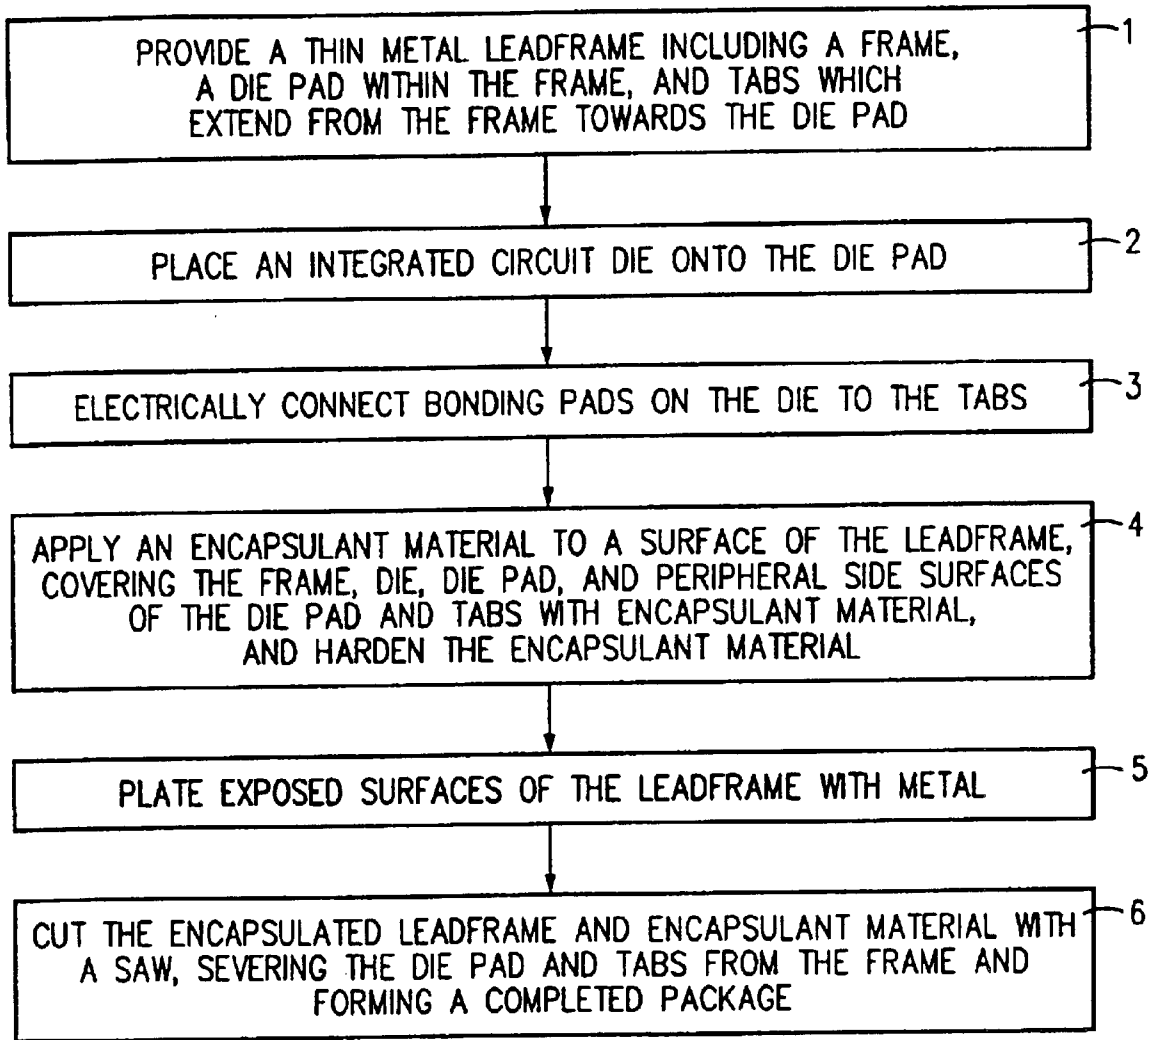 PROVIDE A THIN METAL LEADFRAME INCLUDING A FRAME,
A DIE PAD WITHIN THE FRAME, AND TABS WHICH
EXTEND FROM THE FRAME TOWARDS THE DIE PAD
1
PLACE AN INTEGRATED CIRCUIT DIE ONTO THE DIE PAD
2
ELECTRICALLY CONNECT BONDING PADS ON THE DIE TO THE TABS
3
APPLY AN ENCAPSULANT MATERIAL TO A SURFACE OF THE LEADFRAME,
COVERING THE FRAME, DIE, DIE PAD, AND PERIPHERAL SIDE SURFACES
OF THE DIE PAD AND TABS WITH ENCAPSULANT MATERIAL,
AND HARDEN THE ENCAPSULANT MATERIAL
4
PLATE EXPOSED SURFACES OF THE LEADFRAME WITH METAL
5
CUT THE ENCAPSULATED LEADFRAME AND ENCAPSULANT MATERIAL WITH
A SAW, SEVERING THE DIE PAD AND TABS FROM THE FRAME AND
FORMING A COMPLETED PACKAGE
6